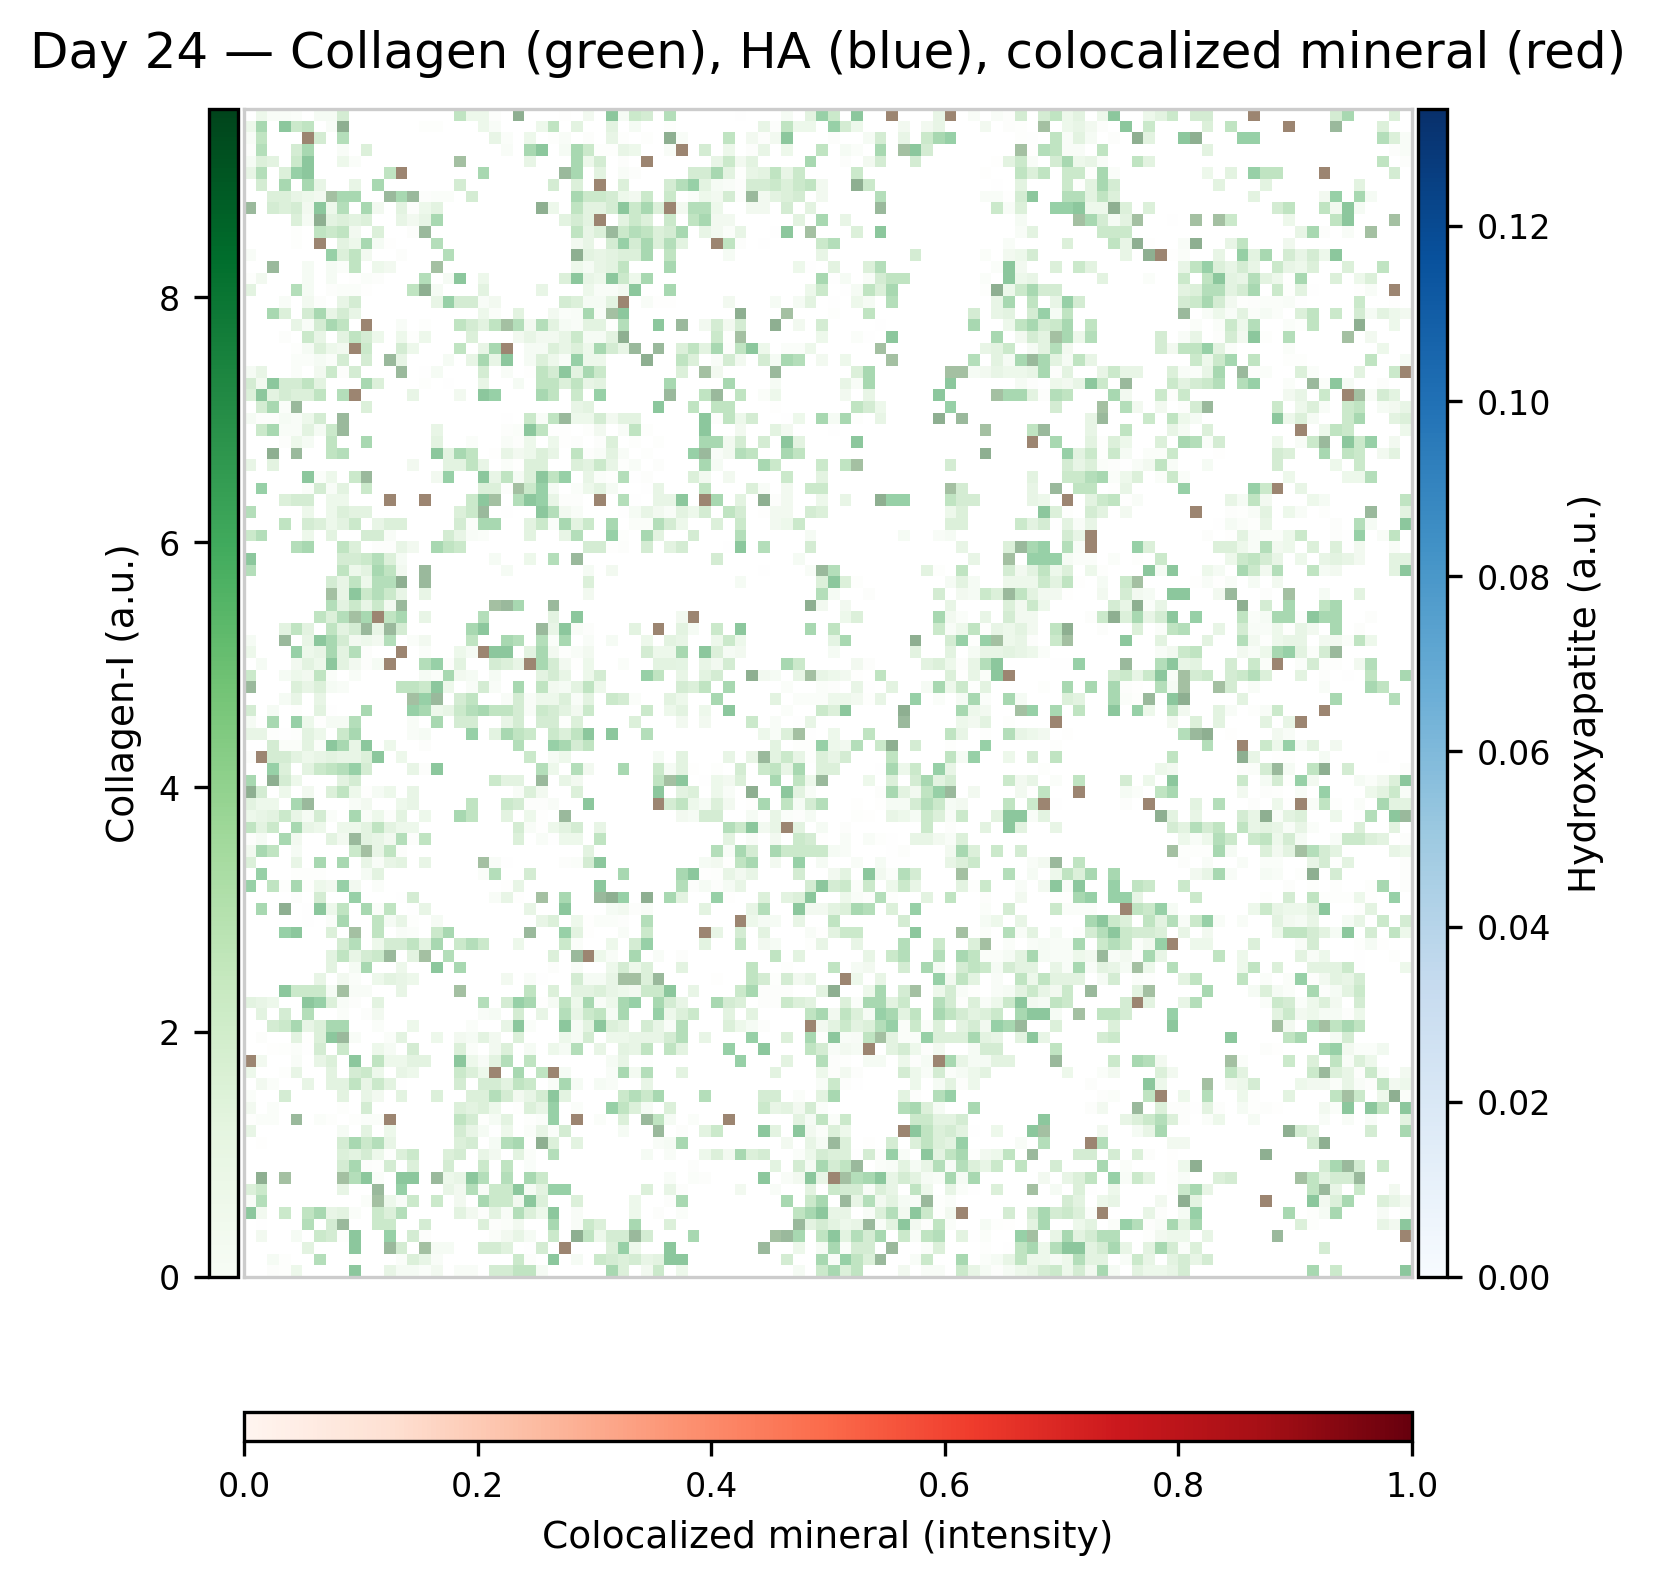 Day 24 — Collagen (green), HA (blue), colocalized mineral (red)
Collagen-I (a.u.)
8
6
4
2
0
0.12
0.10
0.08
0.06
0.04
0.02
0.00
Hydroxyapatite (a.u.)
0.0 0.2 0.4 0.6 0.8 1.0
Colocalized mineral (intensity)